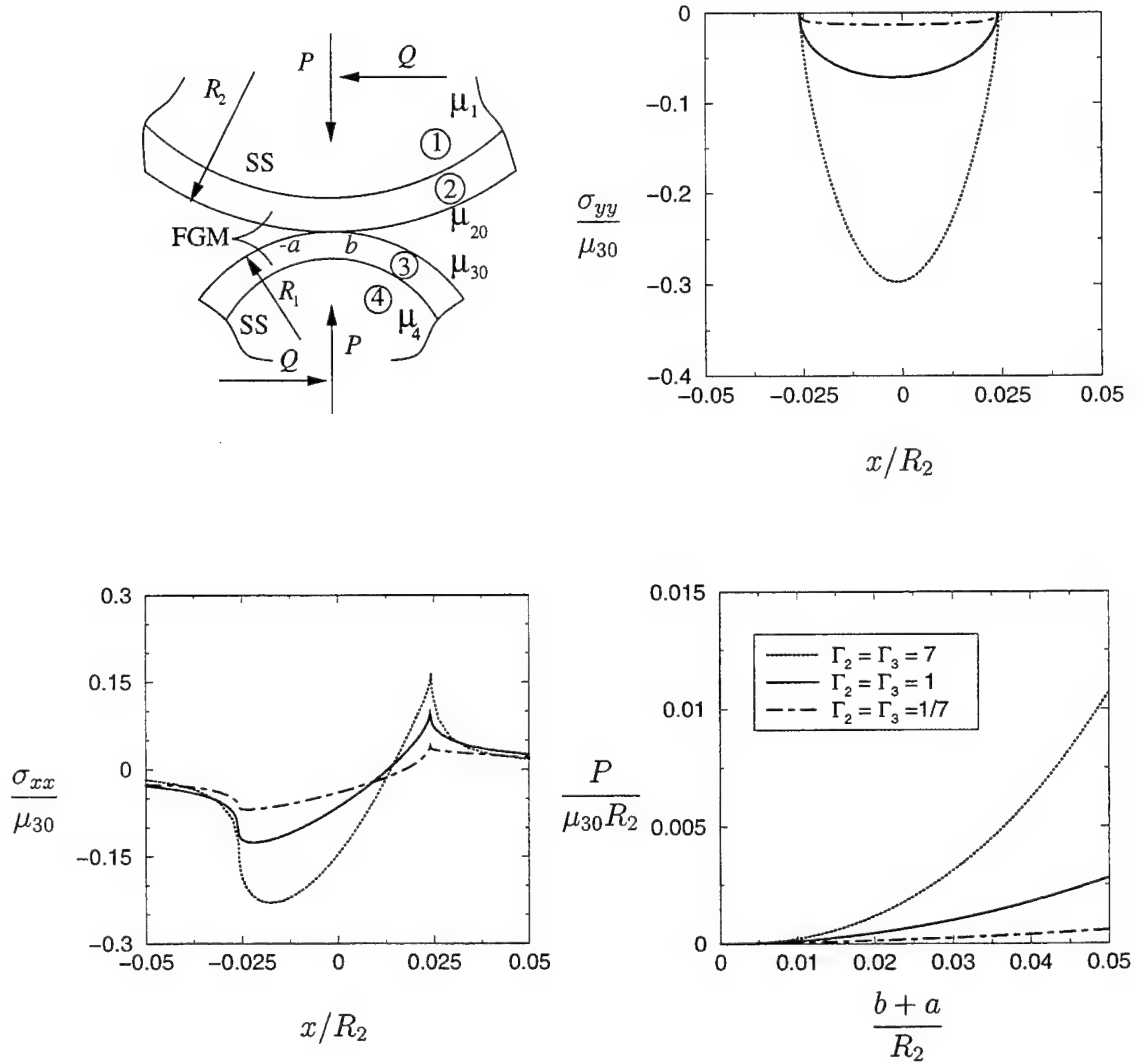 P
Q
R₂
μ₁
SS
①
②
μ₂₀
FGM
-a
b
μ₃₀
③
R₁
④
SS
μ₄
Q
P
0
-0.1
-0.2
-0.3
-0.4
σyy
μ₃₀
-0.05
-0.025
0
0.025
0.05
x/R₂
0.3
0.15
0
-0.15
-0.3
σxx
μ₃₀
-0.05
-0.025
0
0.025
0.05
x/R₂
0.015
0.01
0.005
0
P
μ₃₀R₂
Γ₂ = Γ₃ = 7
Γ₂ = Γ₃ = 1
Γ₂ = Γ₃ =1/7
0
0.01
0.02
0.03
0.04
0.05
b + a
R₂